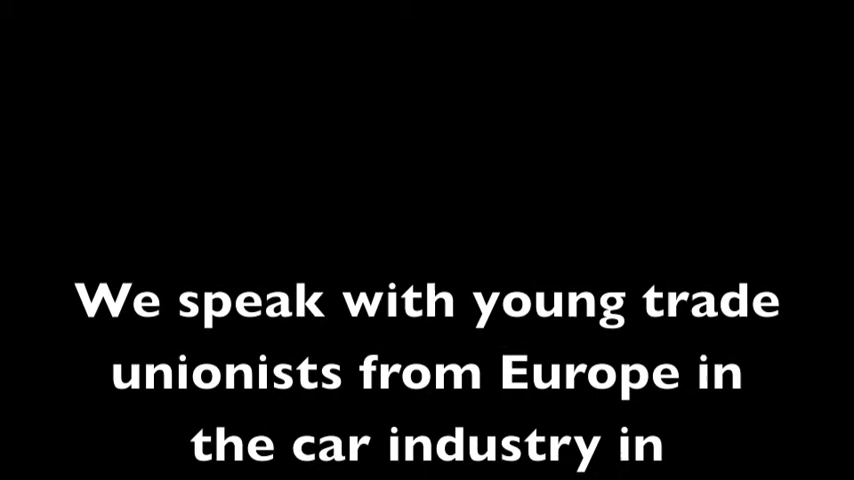 We speak with young trade
unionists from Europe in
the car industry in